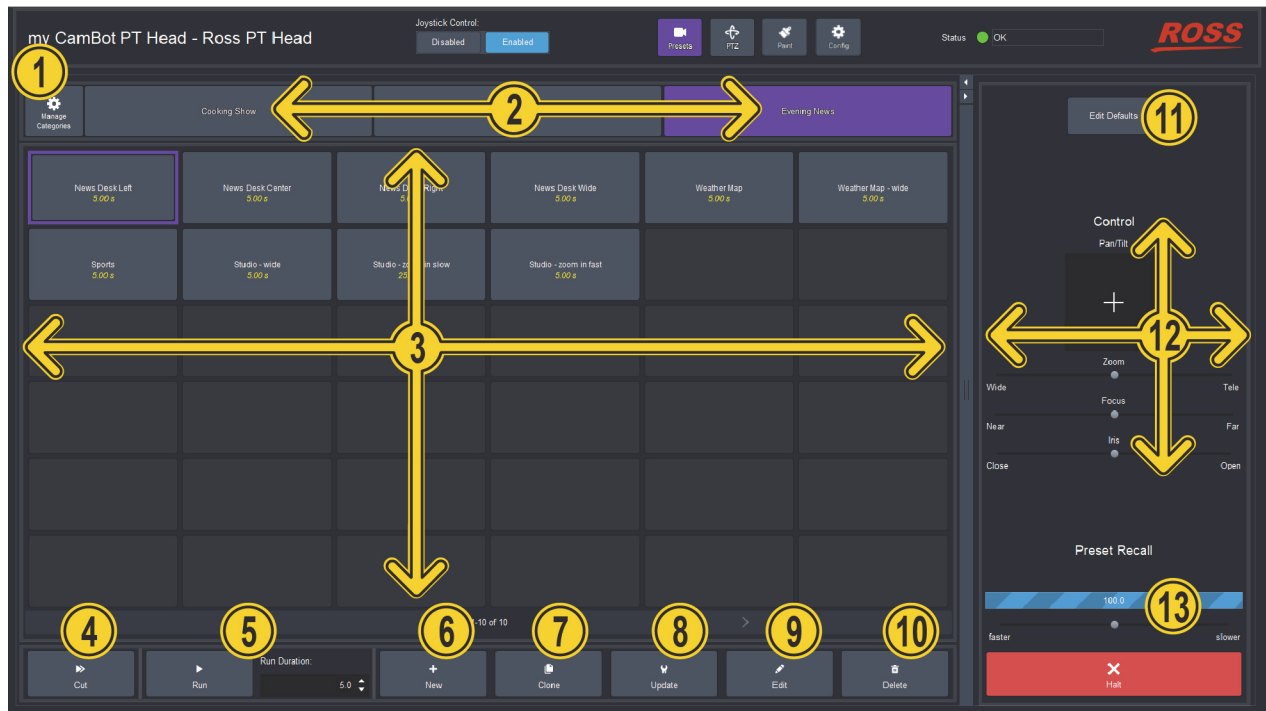 my CamBot PT Head - Ross PT Head
Joystick Control:
Disabled
Enabled
Presets
PTZ
Paint
Config
Status
OK
ROSS
1
Manage
Categories
Cooking Show
2
Evening News
News Desk Left
5.00 s
News Desk Center
5.00 s
News Desk Wide
5.00 s
Weather Map
5.00 s
Weather Map - wide
5.00 s
Sports
5.00 s
Studio - wide
5.00 s
in slow
Studio - zoom in fast
5.00 s
3
of 10
4
Cut
5
Run
Run Duration:
5.0
6
New
7
Clone
8
Update
9
Edit
10
Delete
Edit Defaults
11
Control
Pan/Tilt
12
Zoom
Wide
Tele
Focus
Near
Far
Iris
Close
Open
Preset Recall
100.0
13
faster
slower
Halt